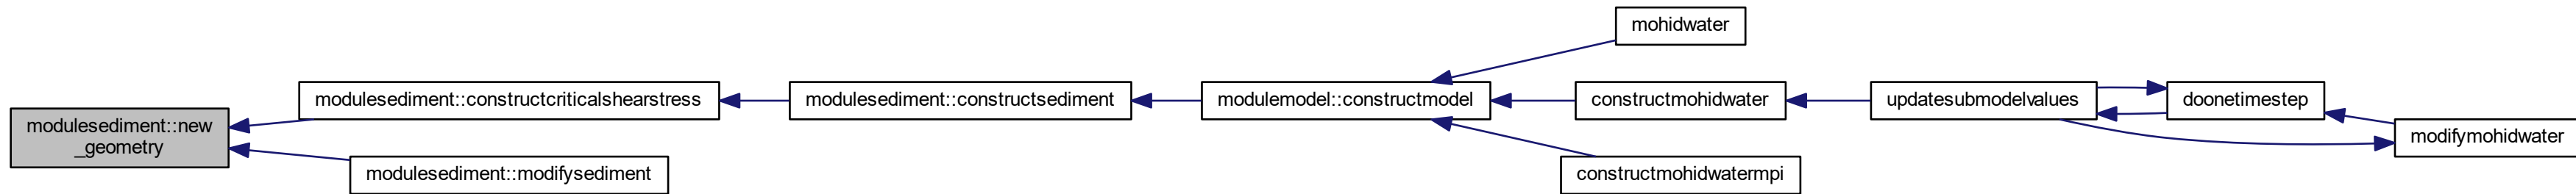 mohidwater
modulesediment::constructcriticalshearstress
modulesediment::constructsediment
modulemodel::constructmodel
constructmohidwater
updatesubmodelvalues
doonetimestep
modulesediment::new
_geometry
modifymohidwater
modulesediment::modifysediment
constructmohidwatermpi